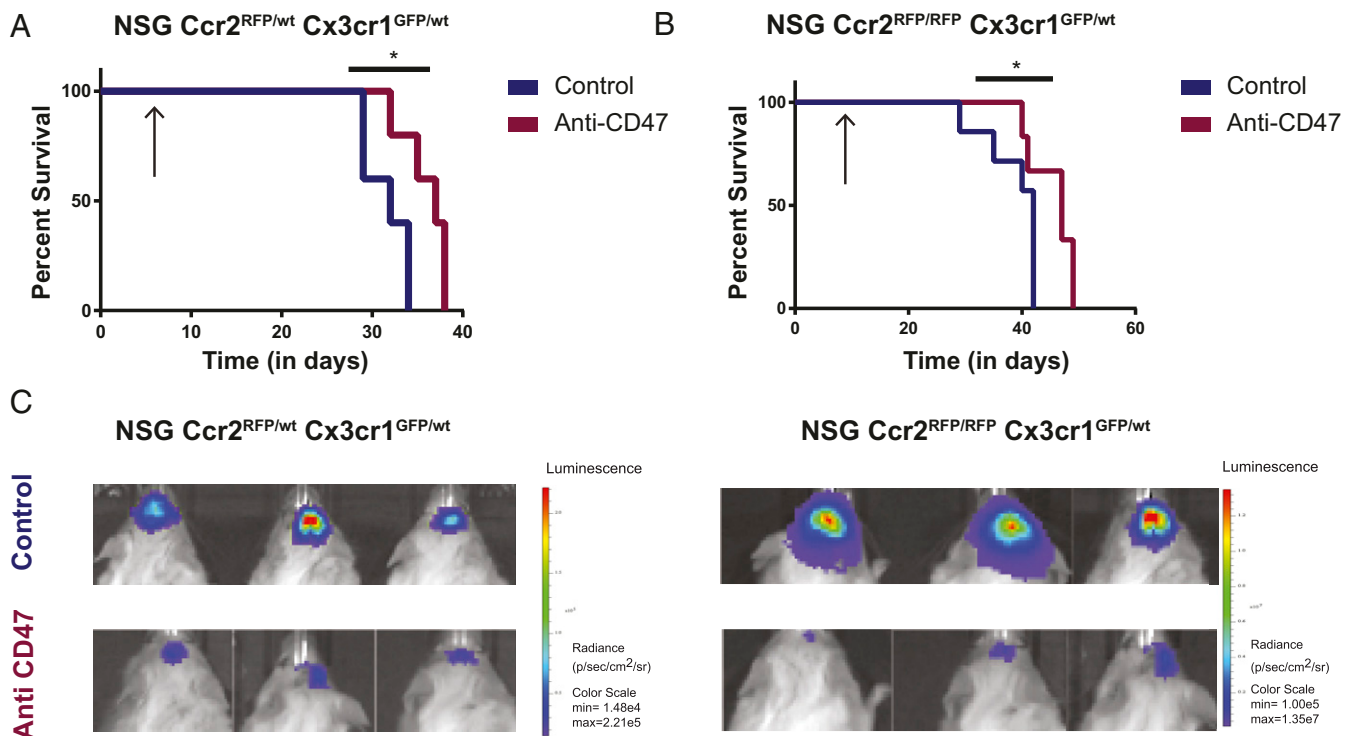 A
NSG Ccr2RFP/wt Cx3cr1GFP/wt
*
Control
Anti-CD47
Percent Survival
100
50
0
0 10 20 30 40
Time (in days)
B
NSG Ccr2RFP/RFP Cx3cr1GFP/wt
*
Control
Anti-CD47
Percent Survival
100
50
0
0 20 40 60
Time (in days)
C
NSG Ccr2RFP/wt Cx3cr1GFP/wt
NSG Ccr2RFP/RFP Cx3cr1GFP/wt
Control
Anti CD47
Luminescence
Radiance
(p/sec/cm2/sr)
Color Scale
min= 1.48e4
max=2.21e5
Luminescence
Radiance
(p/sec/cm2/sr)
Color Scale
min= 1.00e5
max=1.35e7